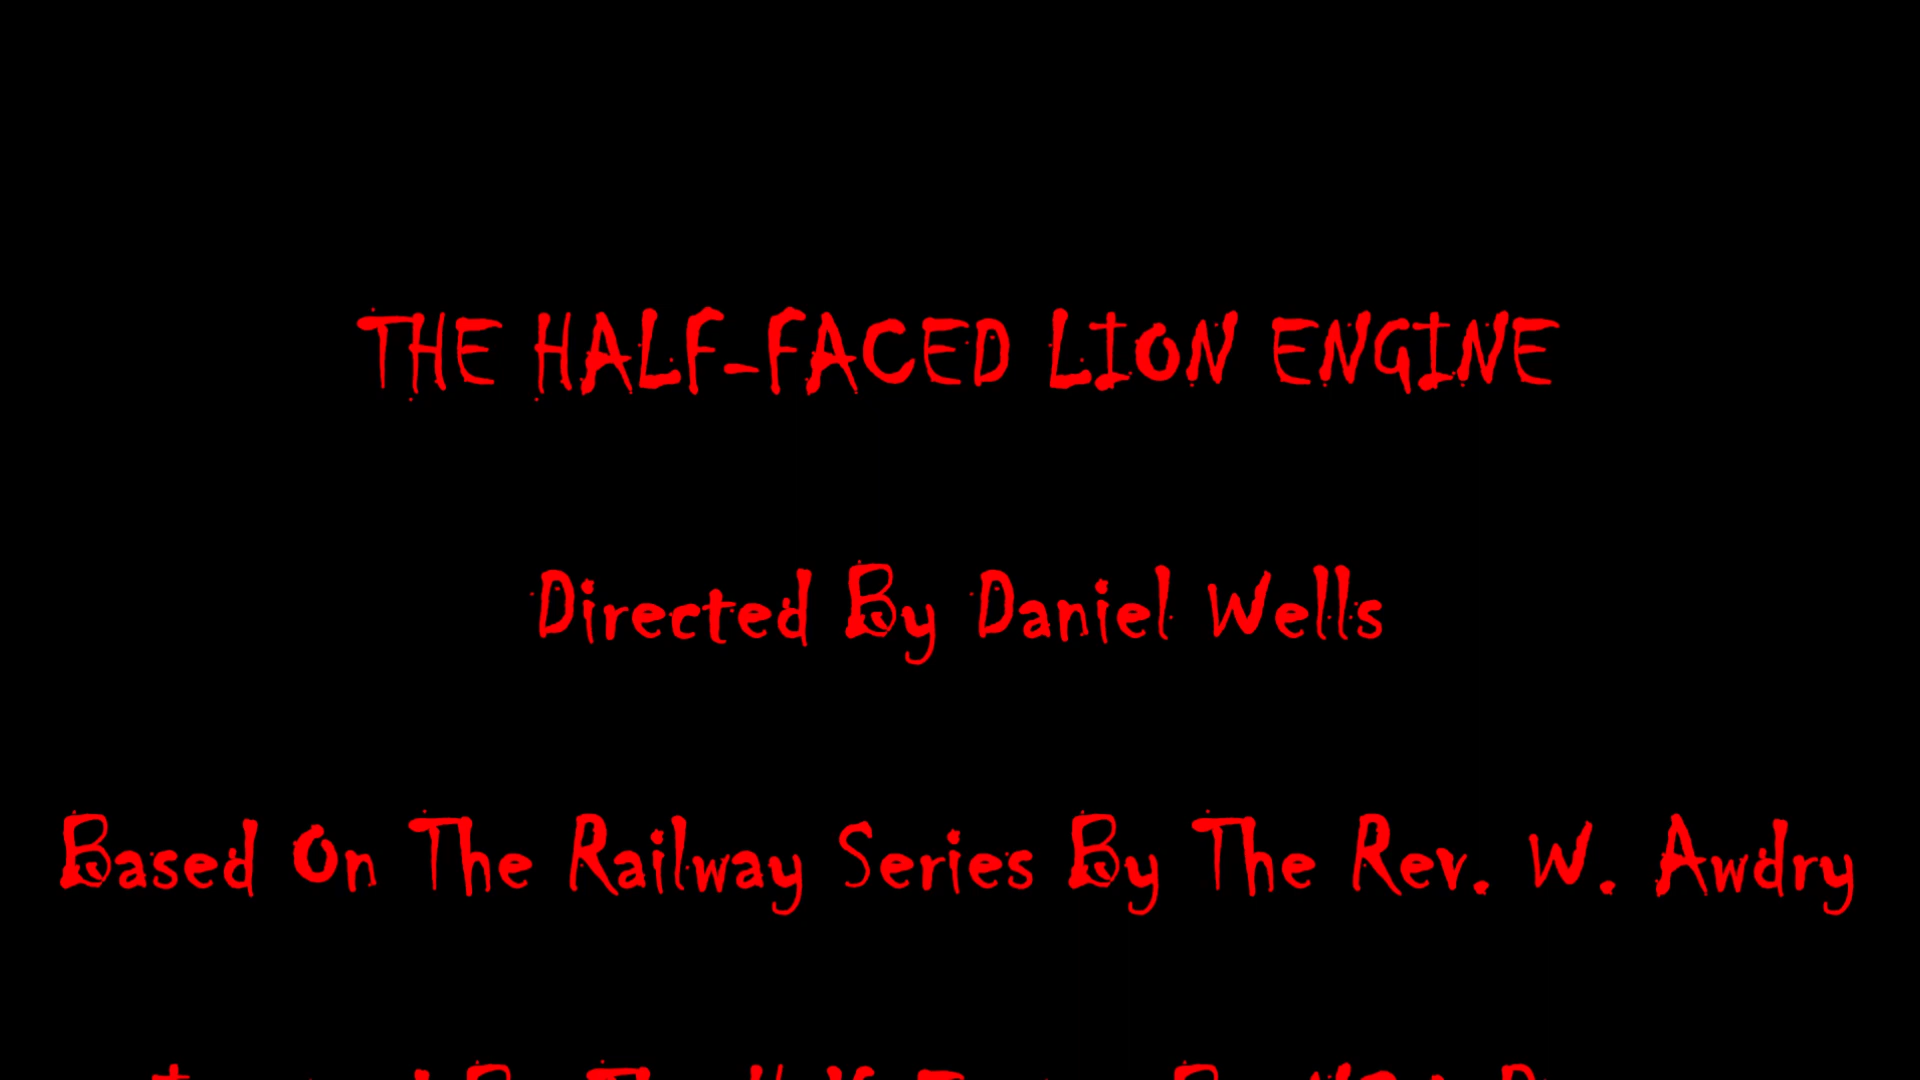 THE HALF-FACED LION ENGINE
Directed By Daniel Wells
Based On The Railway Series By The Rev. W. Awdry